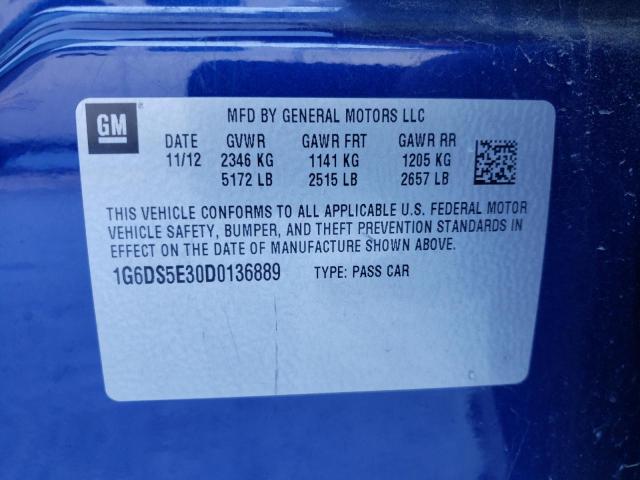 GM
MFD BY GENERAL MOTORS LLC
DATE GVWR GAWR FRT GAWR RR
11/12 2346 KG 1141 KG 1205 KG
5172 LB 2515 LB 2657 LB
THIS VEHICLE CONFORMS TO ALL APPLICABLE U.S. FEDERAL MOTOR
VEHICLE SAFETY, BUMPER, AND THEFT PREVENTION STANDARDS IN
EFFECT ON THE DATE OF MANUFACTURE SHOWN ABOVE.
1G6DS5E30D0136889 TYPE: PASS CAR